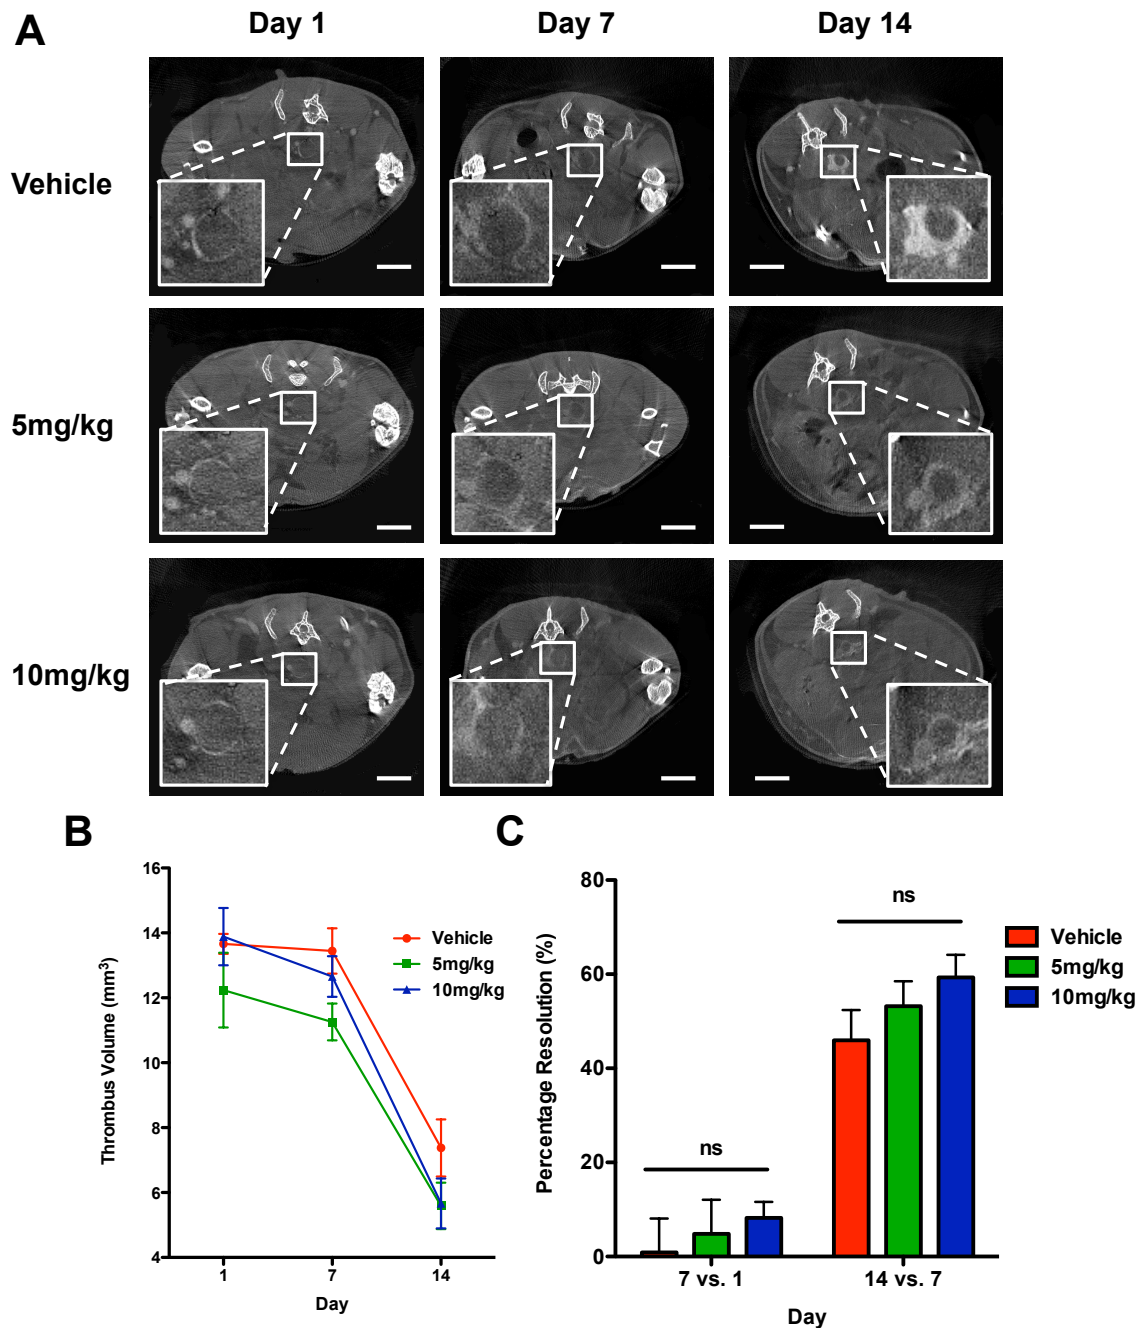 A
Day 1
Day 7
Day 14
Vehicle
5mg/kg
10mg/kg
B
Thrombus Volume (mm³)
16
14
12
10
8
6
4
1
7
14
Day
Vehicle
5mg/kg
10mg/kg
C
Percentage Resolution (%)
80
60
40
20
0
ns
ns
7 vs. 1
14 vs. 7
Day
Vehicle
5mg/kg
10mg/kg